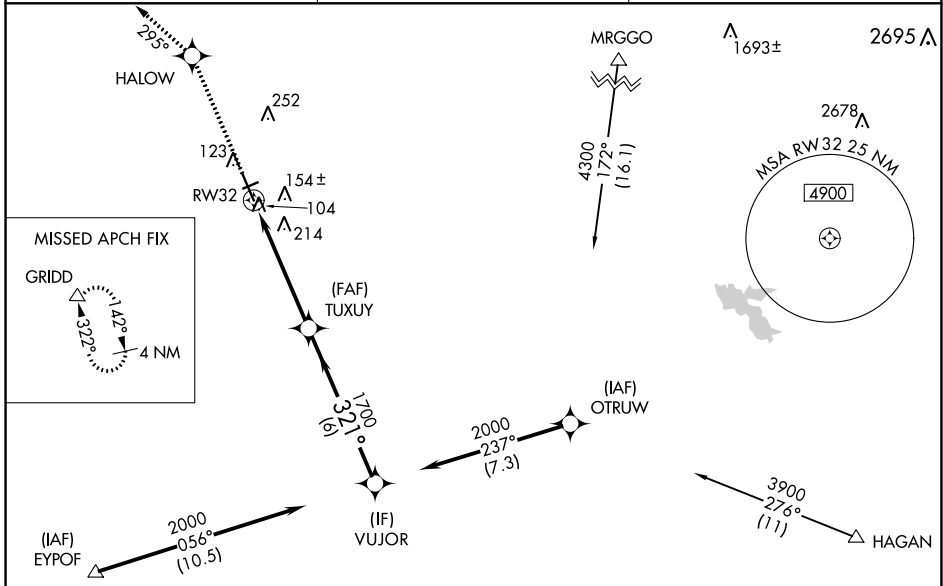 295°
HALOW
252
123
RW32
154±
104
214
MRGGO
4300
172°
(16.1)
1693±
2695
2678
MSA RW32 25 NM
4900
MISSED APCH FIX
GRIDD
322°
142°
4 NM
(FAF)
TUXUY
1700
321°
(6)
(IAF)
OTRUW
2000
237°
(7.3)
(IF)
VUJOR
(IAF)
EYPOF
2000
056°
(10.5)
3900
276°
(11)
HAGAN